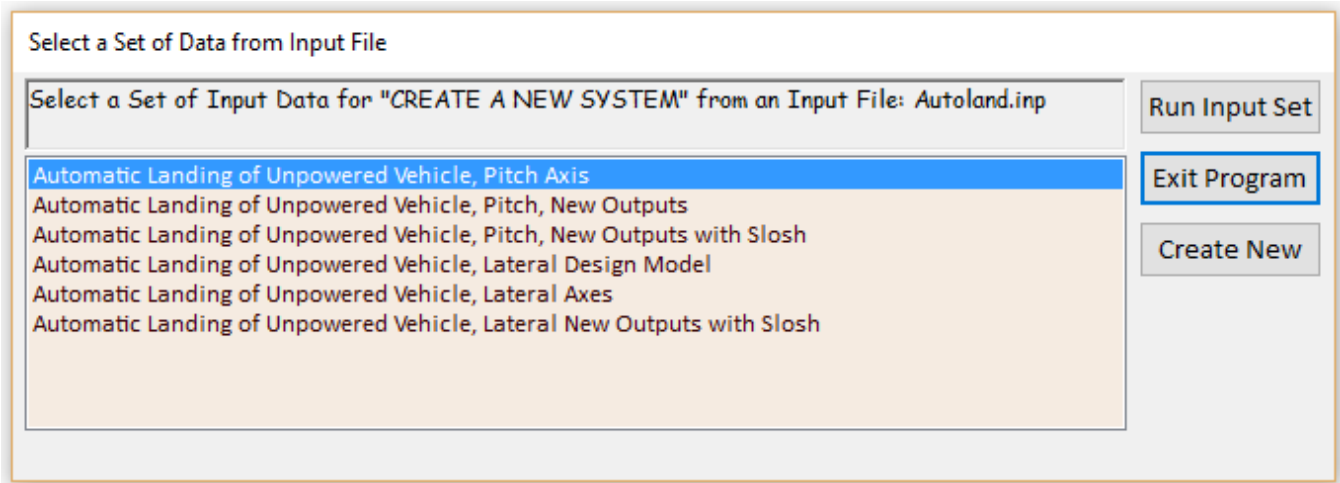 Select a Set of Data from Input File
Select a Set of Input Data for "CREATE A NEW SYSTEM" from an Input File: Autoland.inp
Run Input Set
Automatic Landing of Unpowered Vehicle, Pitch Axis
Exit Program
Automatic Landing of Unpowered Vehicle, Pitch, New Outputs
Automatic Landing of Unpowered Vehicle, Pitch, New Outputs with Slosh
Create New
Automatic Landing of Unpowered Vehicle, Lateral Design Model
Automatic Landing of Unpowered Vehicle, Lateral Axes
Automatic Landing of Unpowered Vehicle, Lateral New Outputs with Slosh